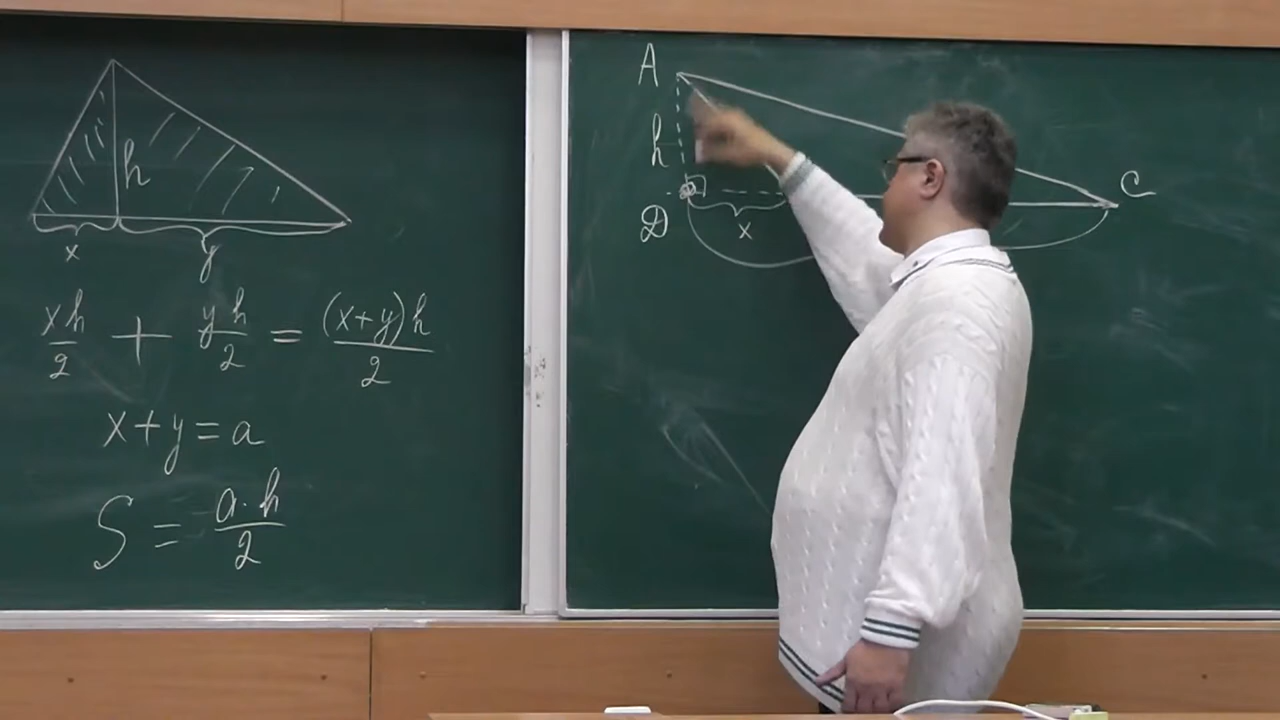 h
x y
xh/2 + yh/2 = (x+y)h/2
x+y=a
S = a·h/2
A
h
D
x
C